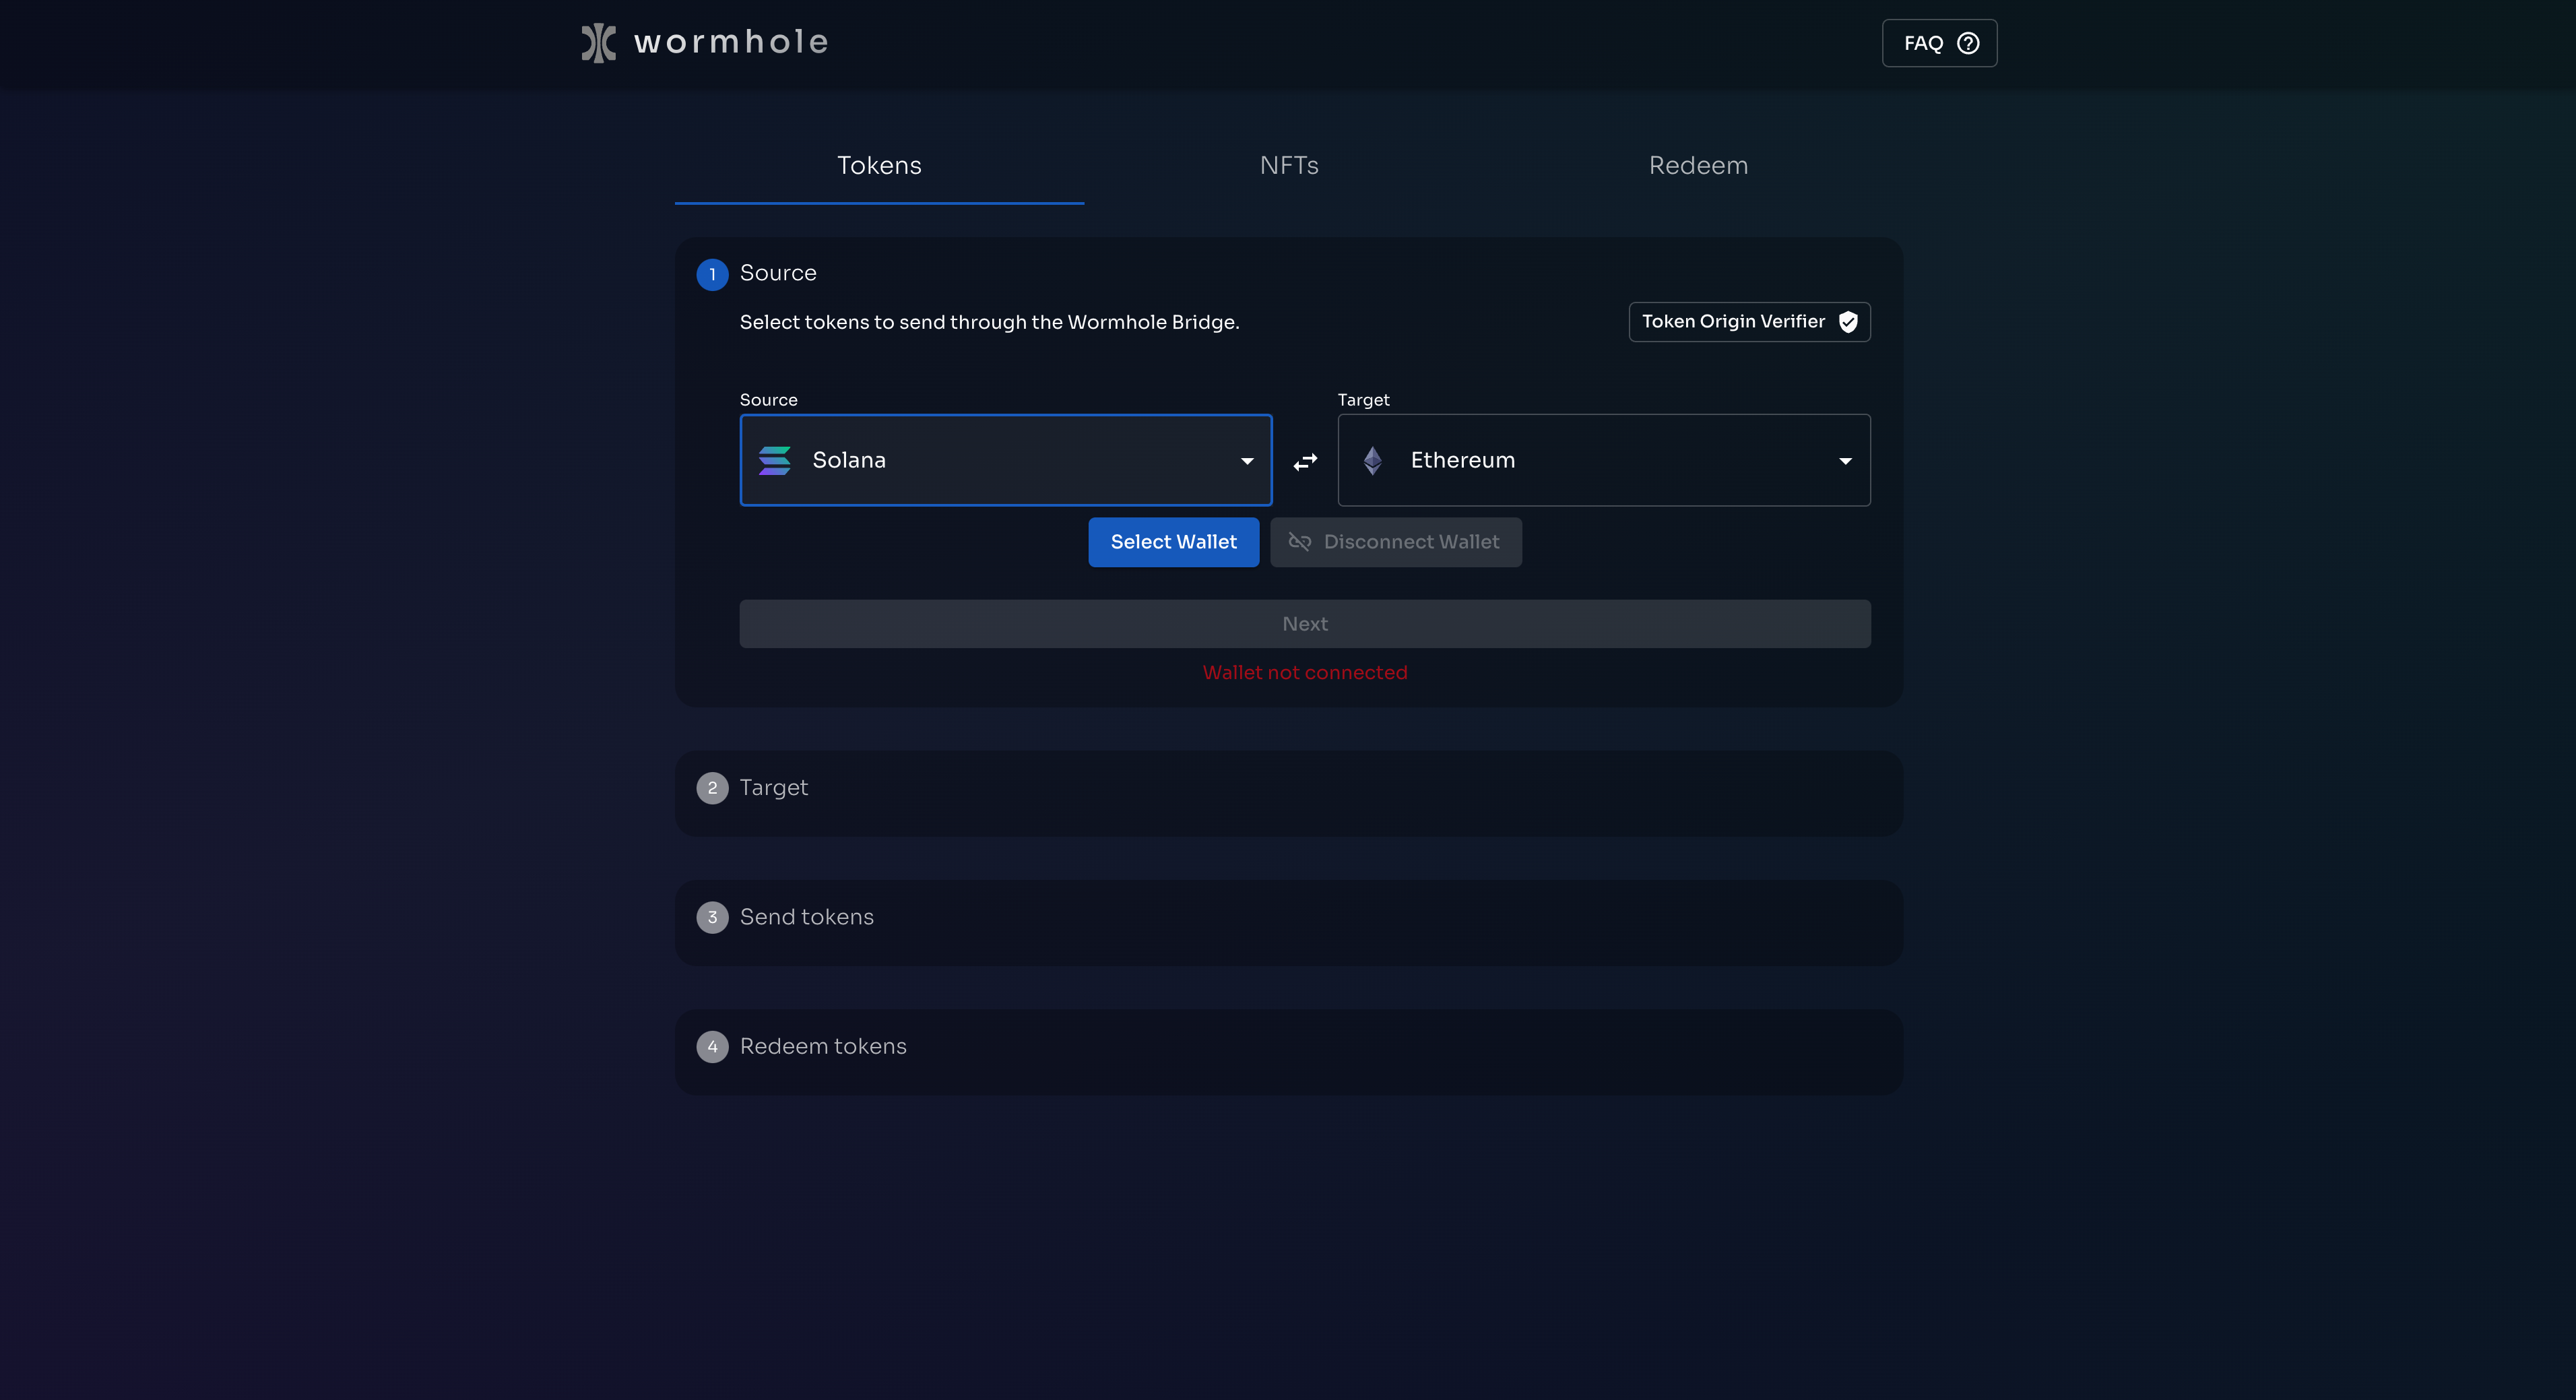 wormhole
FAQ
Tokens
NFTs
Redeem
1 Source
Select tokens to send through the Wormhole Bridge.
Token Origin Verifier
Source
Target
Solana
Ethereum
Select Wallet
Disconnect Wallet
Next
Wallet not connected
2 Target
3 Send tokens
4 Redeem tokens